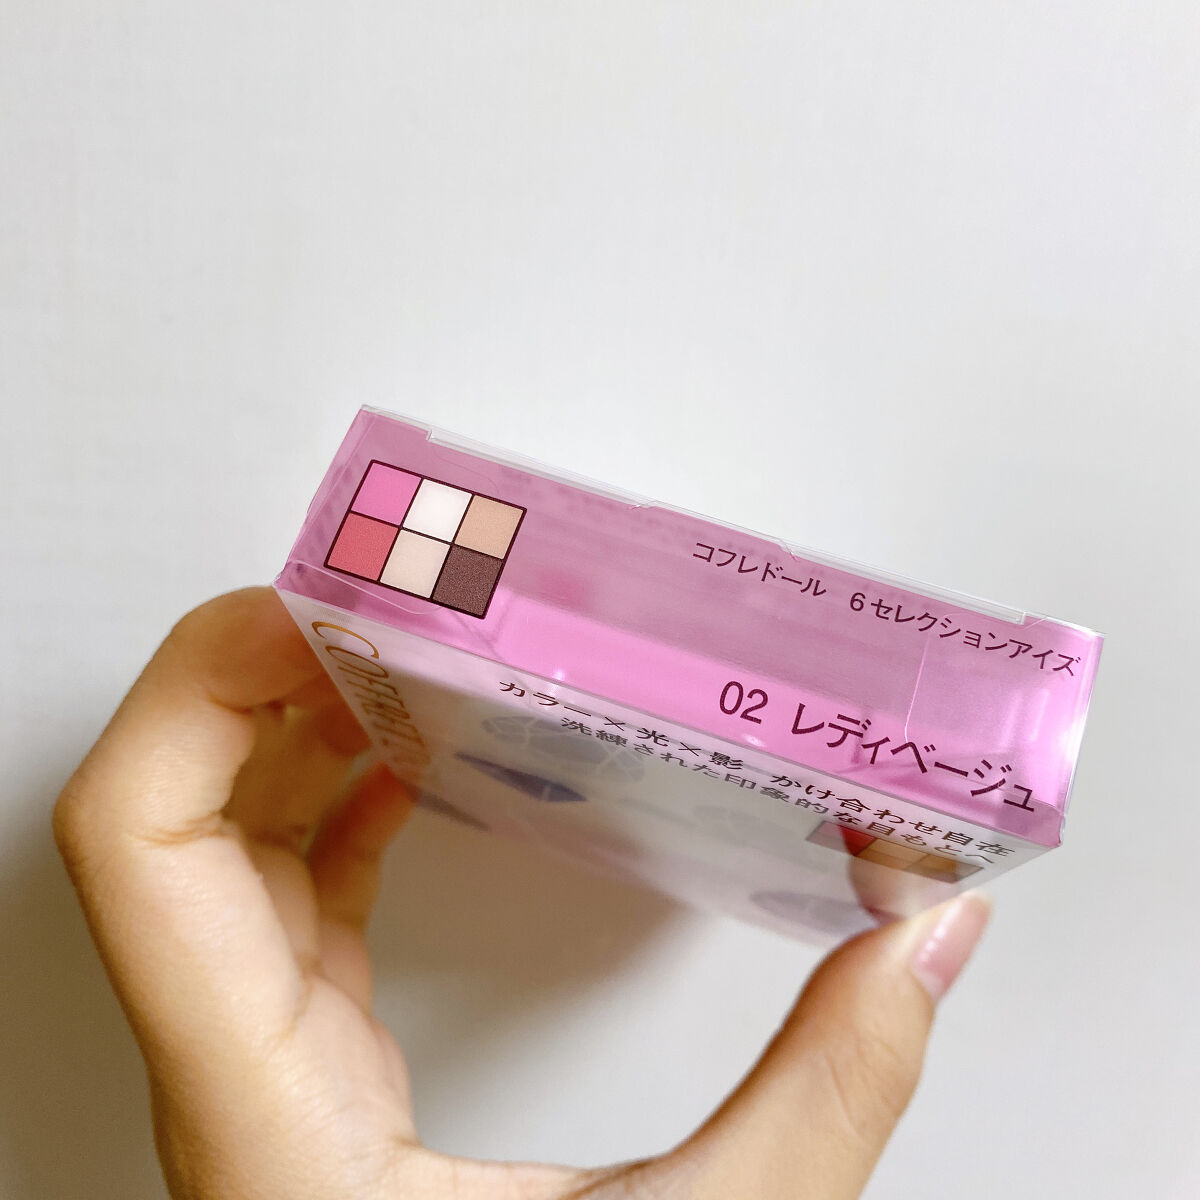 コフレドール 6セレクションアイズ
02 レディベージュ
カラー×光×影 かけ合わせ自在
洗練された印象的な目もとへ
COFFRET D'OR